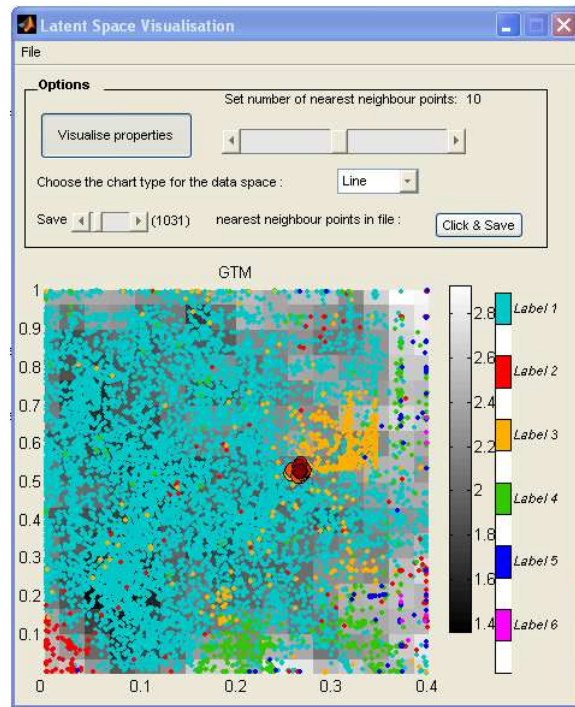 Latent Space Visualisation
File
Options
Set number of nearest neighbour points: 10
Visualise properties
Choose the chart type for the data space :
Line
Save
(1031)
nearest neighbour points in file :
Click & Save
GTM
1
0.9
0.8
0.7
0.6
0.5
0.4
0.3
0.2
0.1
0
0.1
0.2
0.3
0.4
2.8
2.6
2.4
2.2
2
1.8
1.6
1.4
Label 1
Label 2
Label 3
Label 4
Label 5
Label 6